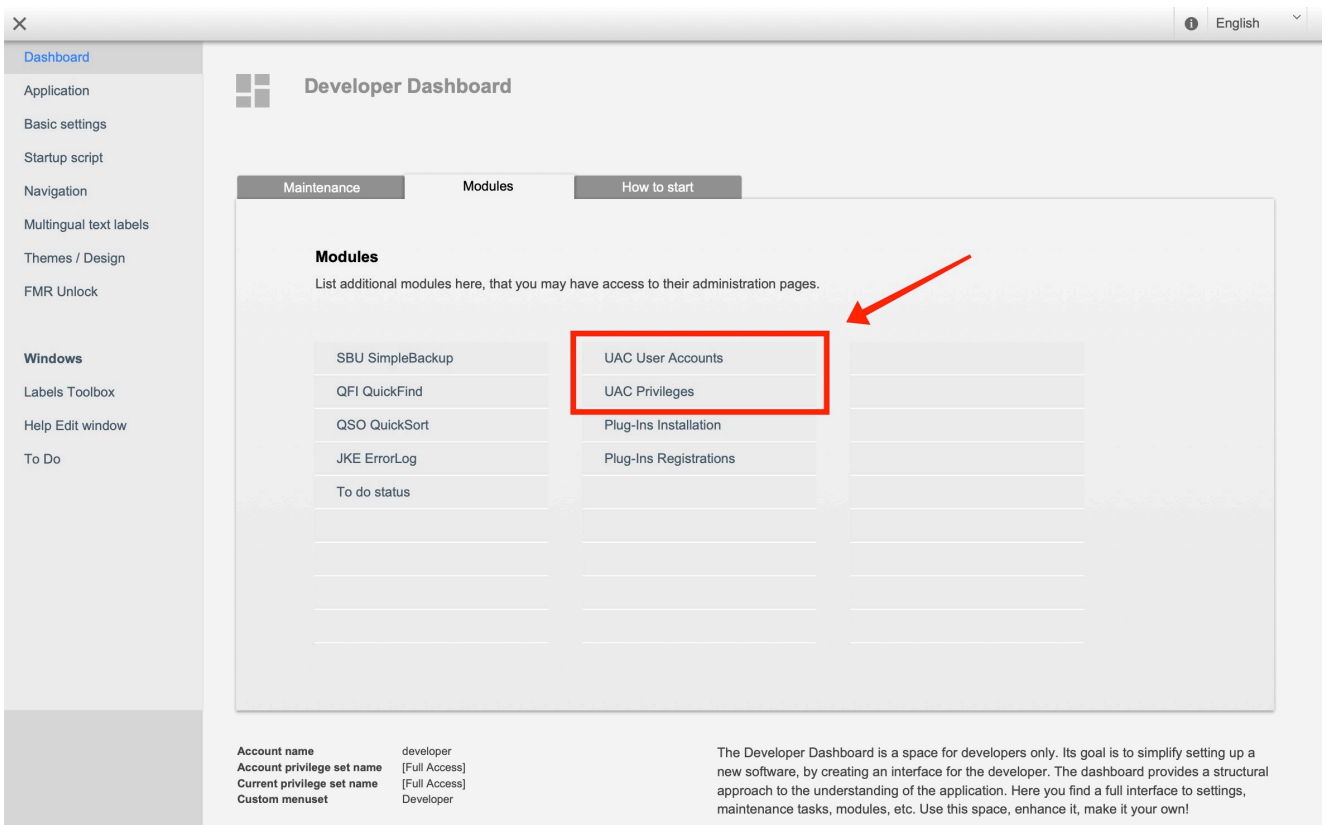 English
Dashboard
Application
Basic settings
Startup script
Navigation
Multingual text labels
Themes / Design
FMR Unlock
Windows
Labels Toolbox
Help Edit window
To Do
Developer Dashboard
Maintenance
Modules
How to start
Modules
List additional modules here, that you may have access to their administration pages.
SBU SimpleBackup
QFI QuickFind
QSO QuickSort
JKE ErrorLog
To do status
UAC User Accounts
UAC Privileges
Plug-Ins Installation
Plug-Ins Registrations
Account name developer
Account privilege set name [Full Access]
Current privilege set name [Full Access]
Custom menuset Developer
The Developer Dashboard is a space for developers only. Its goal is to simplify setting up a
new software, by creating an interface for the developer. The dashboard provides a structural
approach to the understanding of the application. Here you find a full interface to settings,
maintenance tasks, modules, etc. Use this space, enhance it, make it your own!